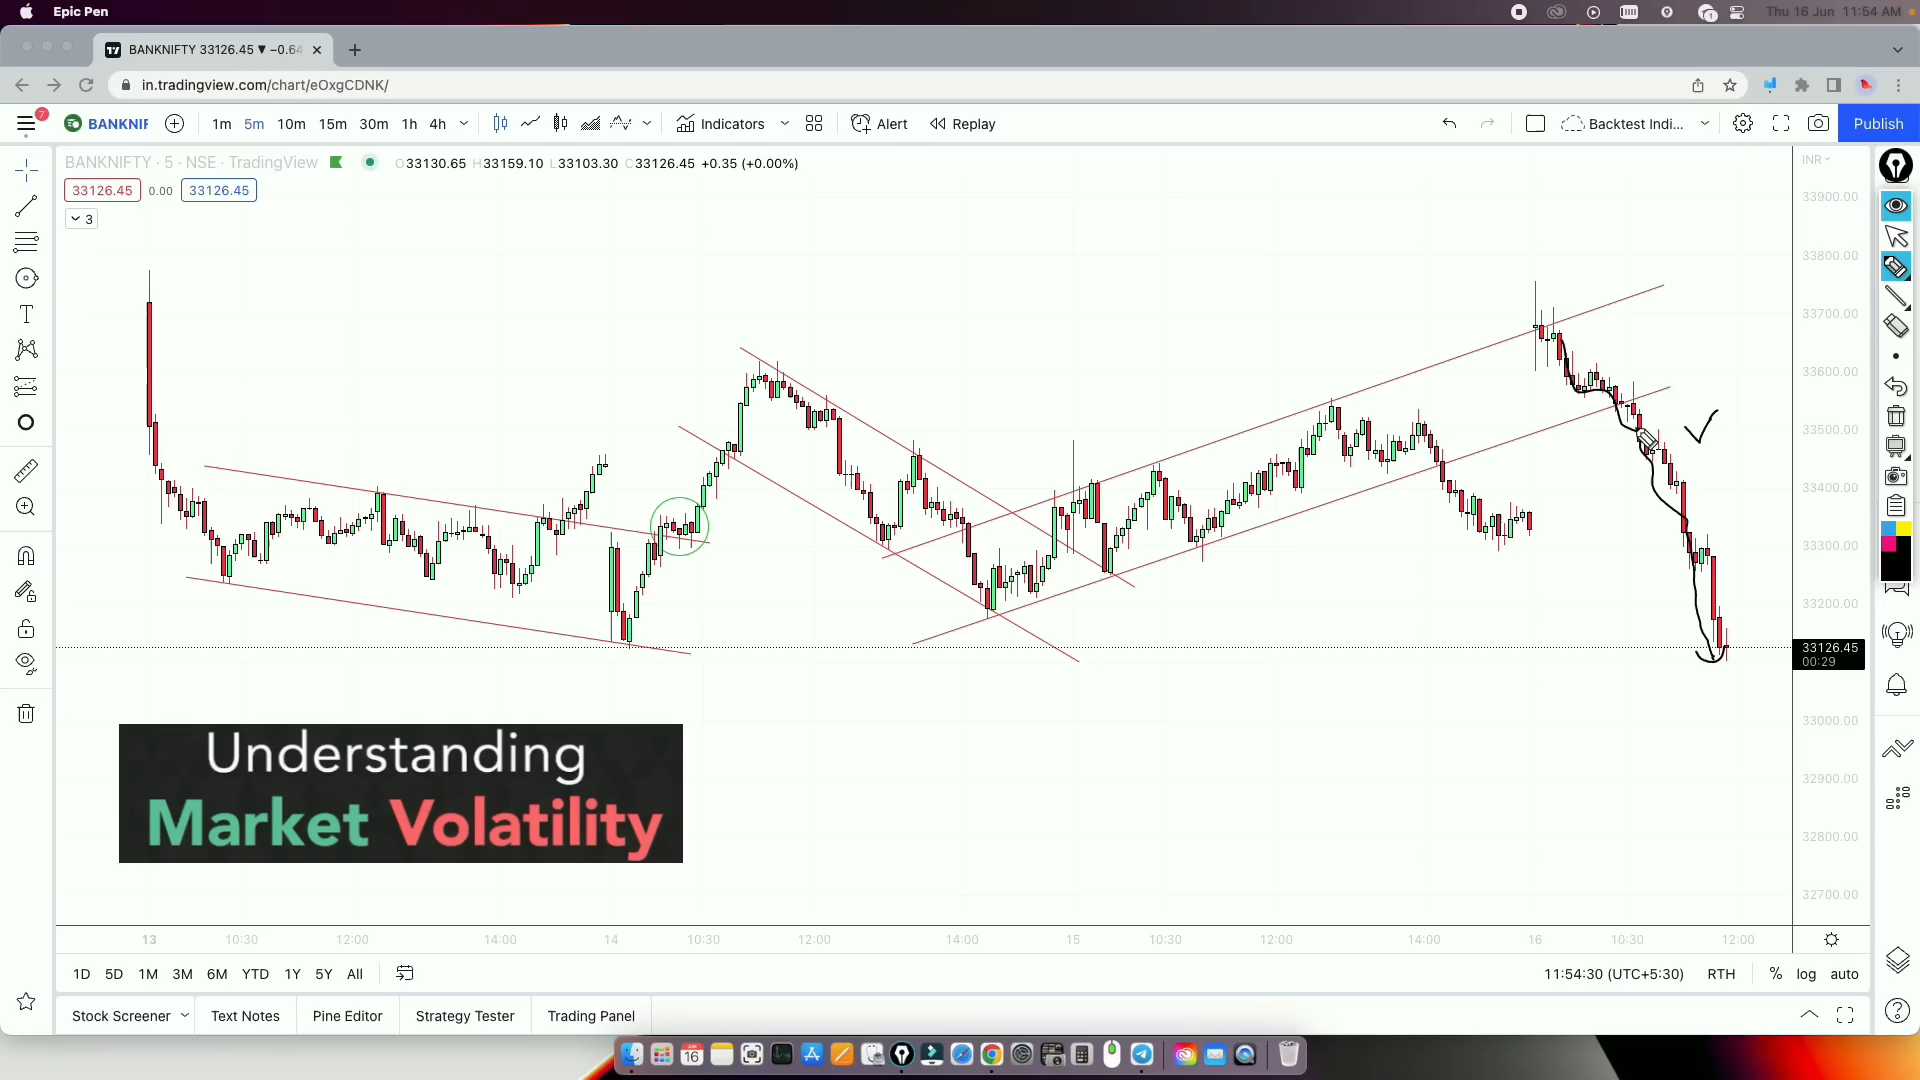 Epic Pen
Thu 16 Jun 11:54 AM
BANKNIFTY 33126.45 ▼ −0.64
in.tradingview.com/chart/eOxgCDNK/
7
BANKNIF
1m 5m 10m 15m 30m 1h 4h
Indicators
Alert
Replay
Backtest Indi...
Publish
BANKNIFTY · 5 · NSE · TradingView
O33130.65 H33159.10 L33103.30 C33126.45 +0.35 (+0.00%)
INR
33126.45 0.00 33126.45
3
33900.00
33800.00
33700.00
33600.00
33500.00
33400.00
33300.00
33200.00
33126.45
00:29
33000.00
32900.00
32800.00
32700.00
Understanding
Market Volatility
13 10:30 12:00 14:00 14 10:30 12:00 14:00 15 10:30 12:00 14:00 16 10:30 12:00
1D 5D 1M 3M 6M YTD 1Y 5Y All
11:54:30 (UTC+5:30) RTH % log auto
Stock Screener Text Notes Pine Editor Strategy Tester Trading Panel
16